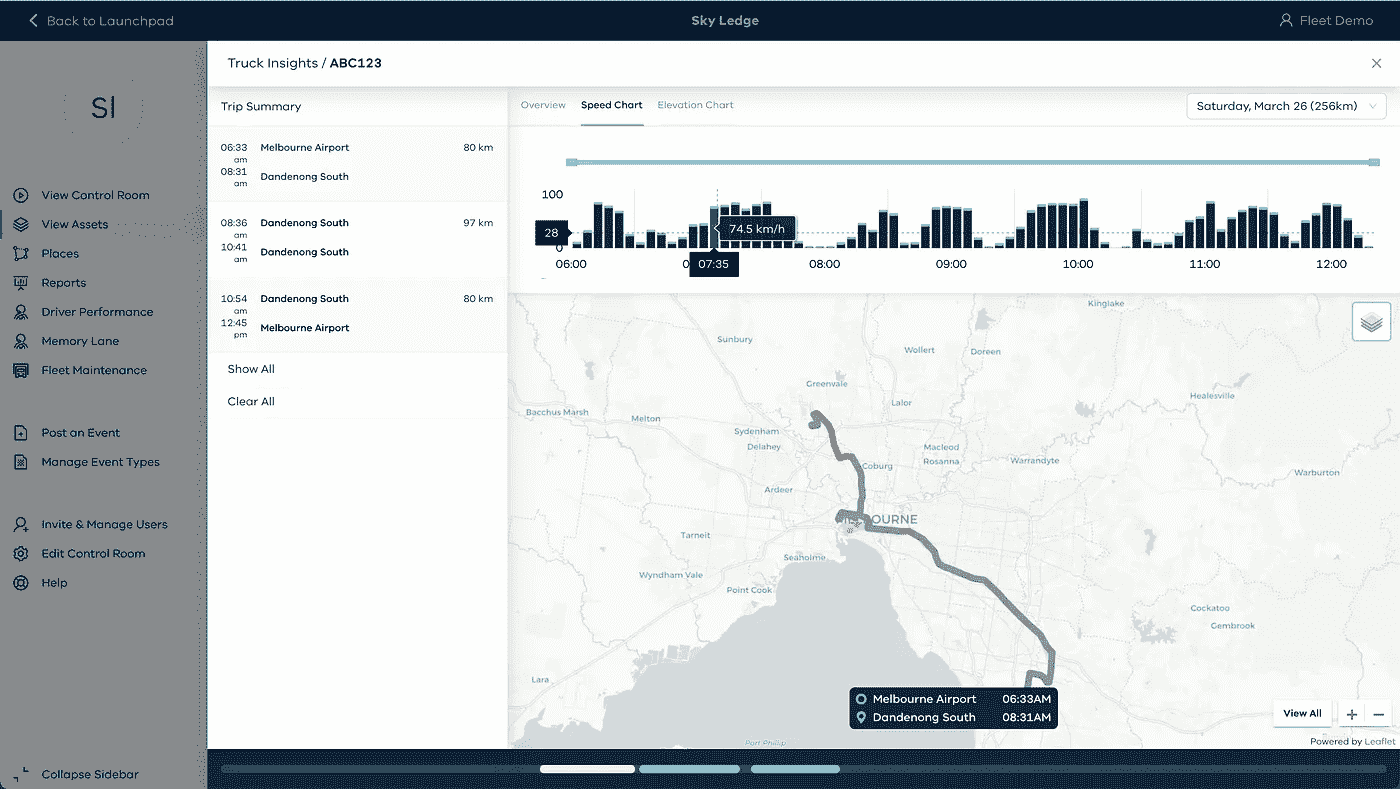 Back to Launchpad
Sky Ledge
Fleet Demo
Sl
View Control Room
View Assets
Places
Reports
Driver Performance
Memory Lane
Fleet Maintenance
Post an Event
Manage Event Types
Invite & Manage Users
Edit Control Room
Help
Collapse Sidebar
Truck Insights / ABC123
Trip Summary
06:33 am Melbourne Airport 80 km
08:31 am Dandenong South
08:36 am Dandenong South 97 km
10:41 am Dandenong South
10:54 am Dandenong South 80 km
12:45 pm Melbourne Airport
Show All
Clear All
Overview Speed Chart Elevation Chart
Saturday, March 26 (256km)
100
28
0
74.5 km/h
06:00 07:35 08:00 09:00 10:00 11:00 12:00
Kinglake
Sunbury
Wollert
Doreen
Greenvale
Healesville
Lalor
Bacchus Marsh
Melton
Sydenham
Delahey
Macleod
Rosanna
Coburg
Warrandyte
Warburton
Ardeer
OURNE
Tarneit
Seaholme
Wyndham Vale
Point Cook
Cockatoo
Gembrook
Lara
Melbourne Airport 06:33AM
Dandenong South 08:31AM
Port Phillip
View All + −
Powered by Leaflet